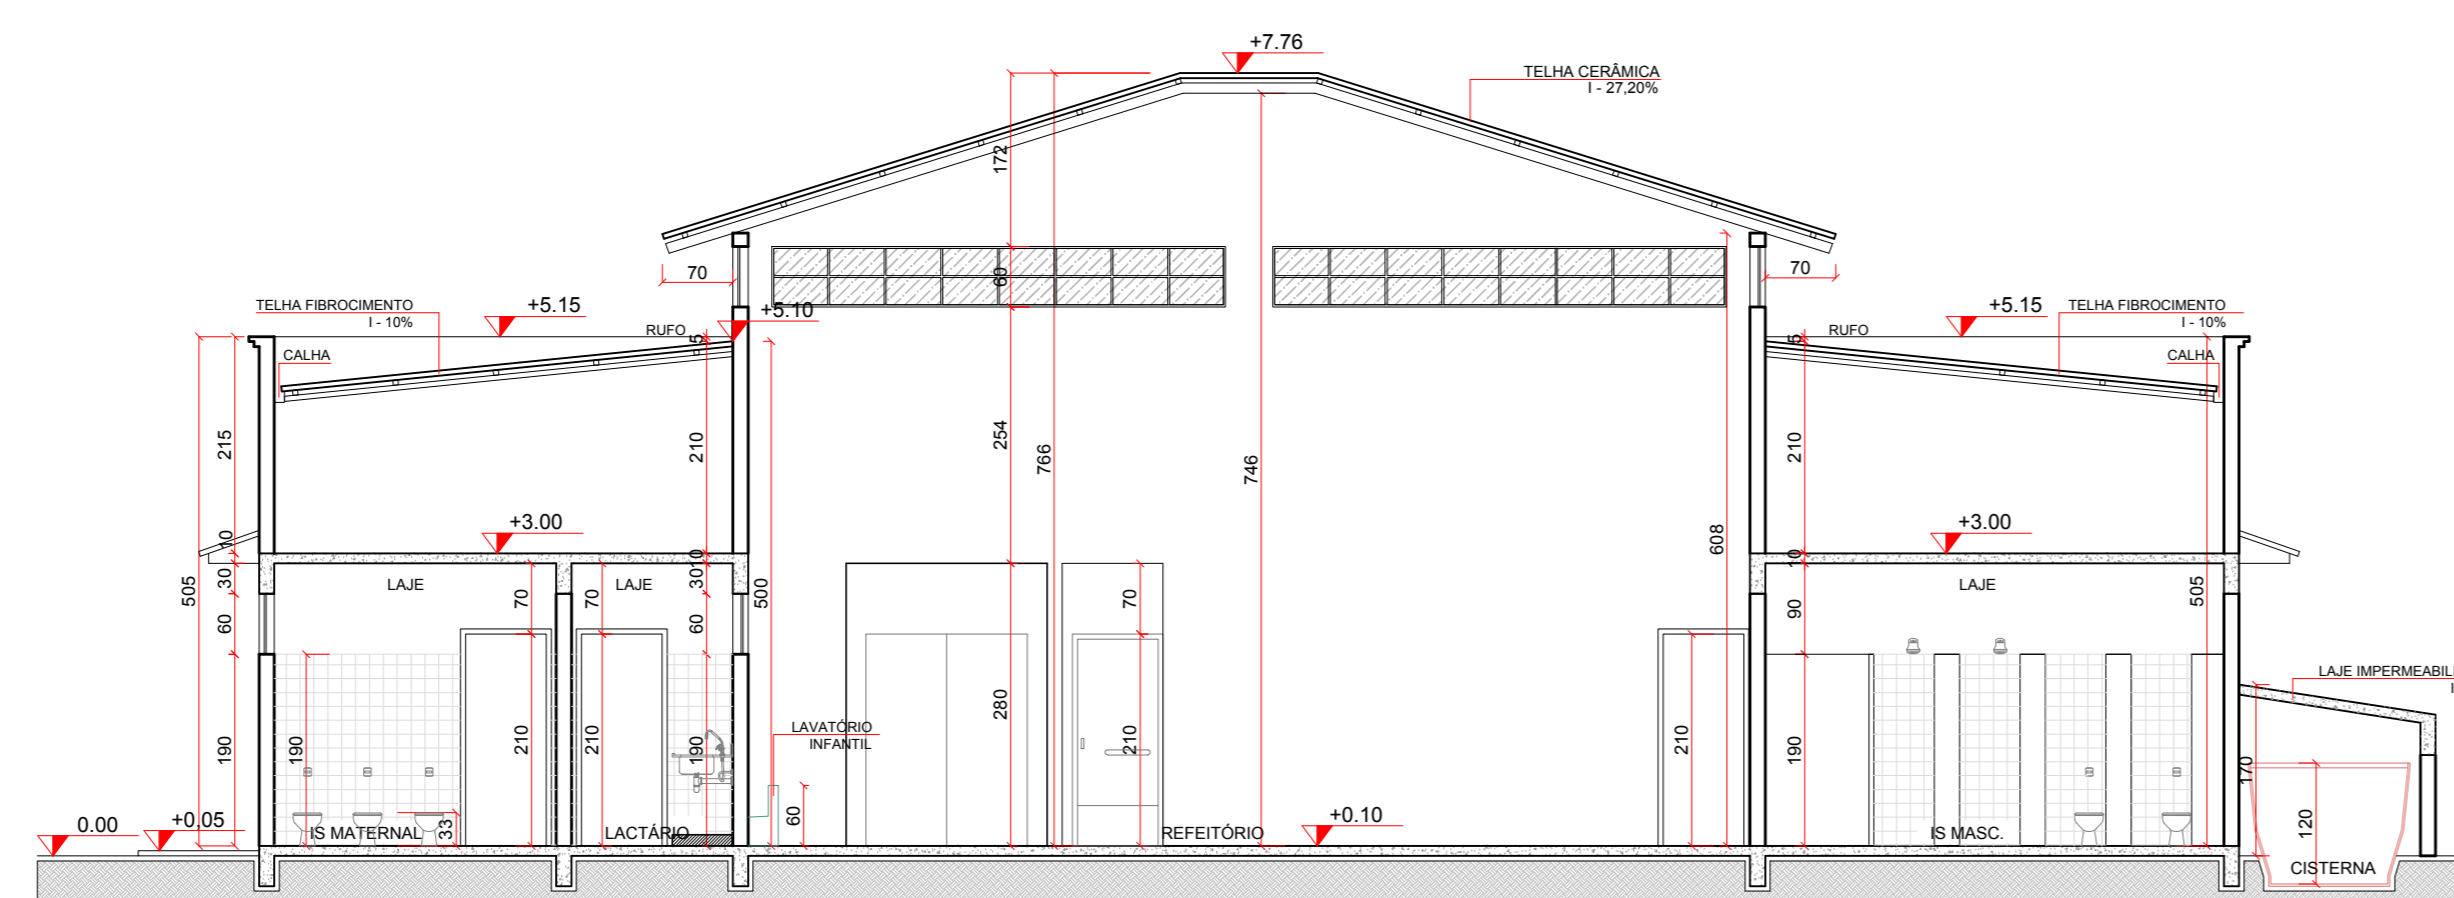 +7.76
TELHA CERÂMICA
I - 27,20%
172
70
60
70
TELHA FIBROCIMENTO
I - 10%
+5.15
RUFO
+5.10
5
CALHA
+5.15
TELHA FIBROCIMENTO
I - 10%
RUFO
5
CALHA
215
210
254
766
746
210
+3.00
+3.00
608
10
10
10
505
30
LAJE
70
70
LAJE
30
500
70
90
LAJE
505
60
60
LAJE IMPERMEABILI
I
190
190
210
210
190
LAVATÓRIO
INFANTIL
280
210
210
190
170
0.00
+0,05
33
60
+0.10
120
IS MATERNAL
LACTÁRIO
REFEITÓRIO
IS MASC.
CISTERNA